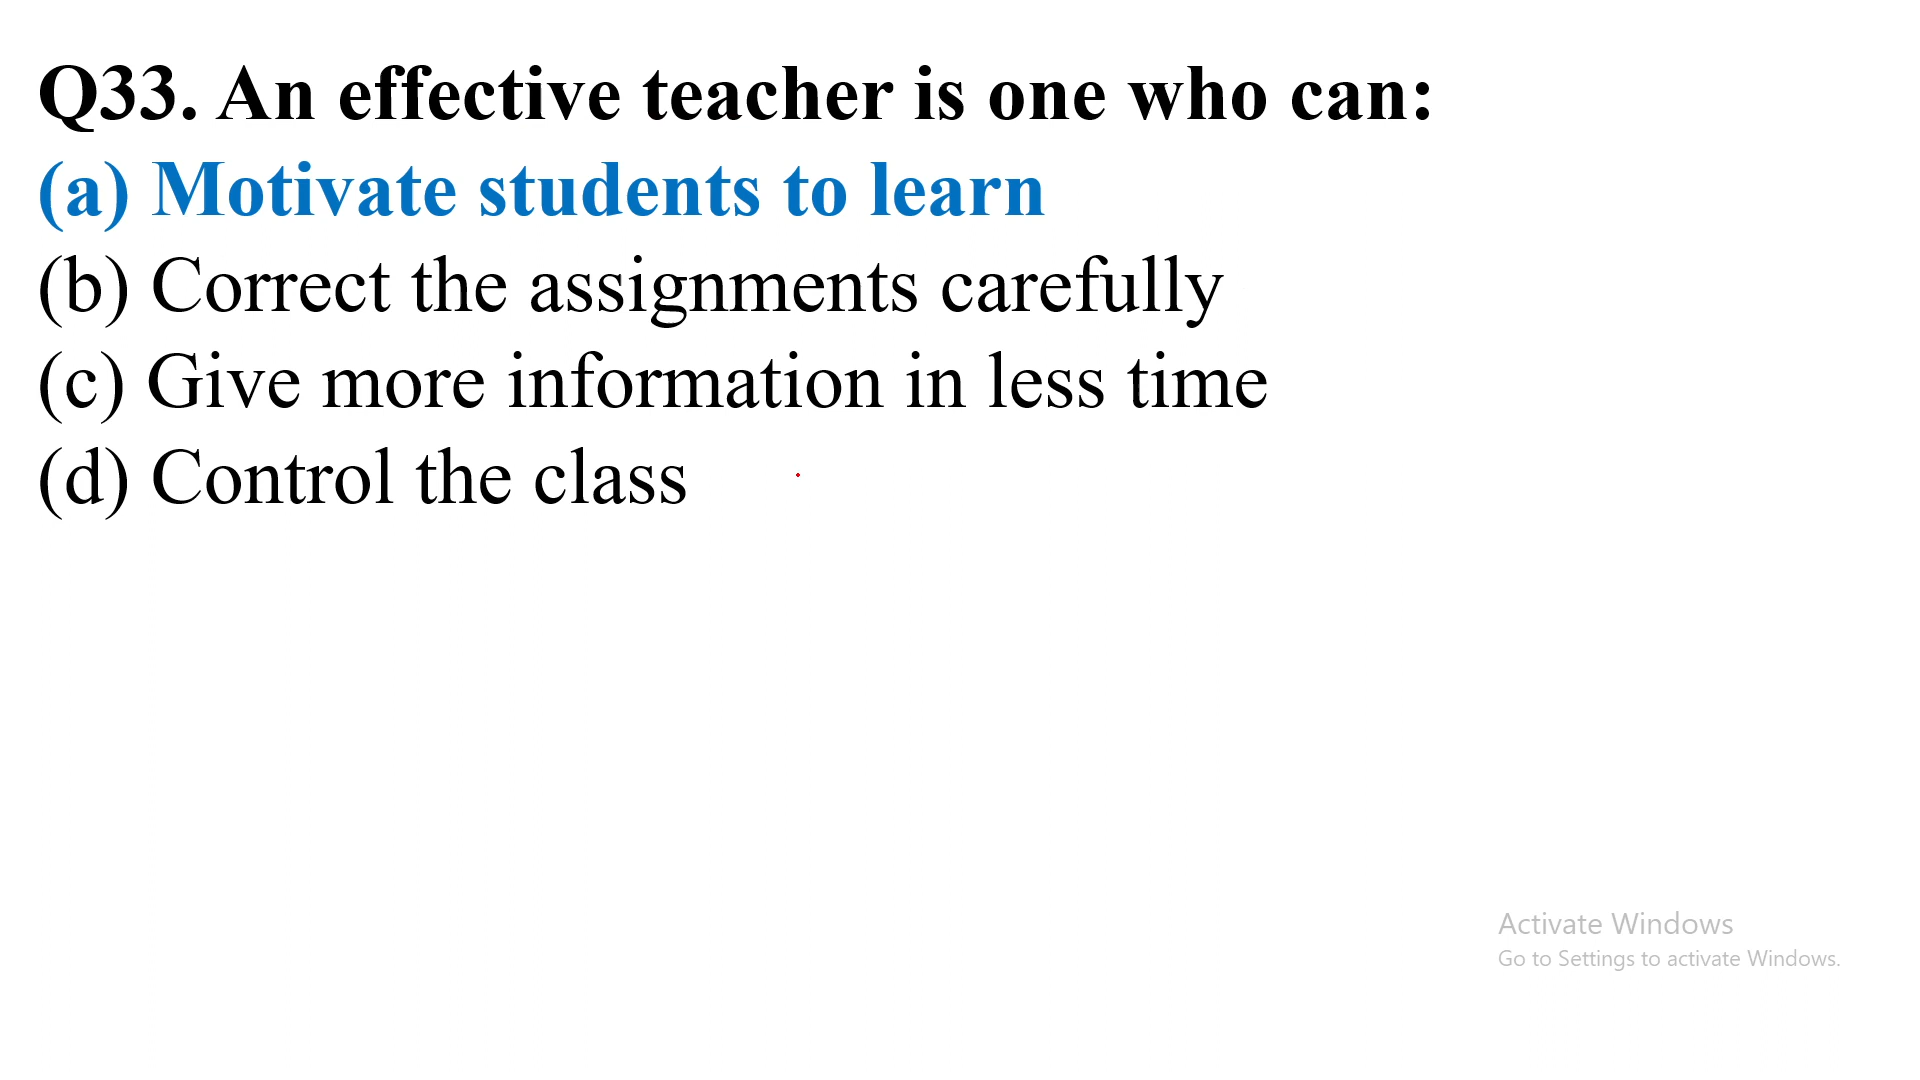 Q33. An effective teacher is one who can:
(a) Motivate students to learn
(b) Correct the assignments carefully
(c) Give more information in less time
(d) Control the class
Activate Windows
Go to Settings to activate Windows.